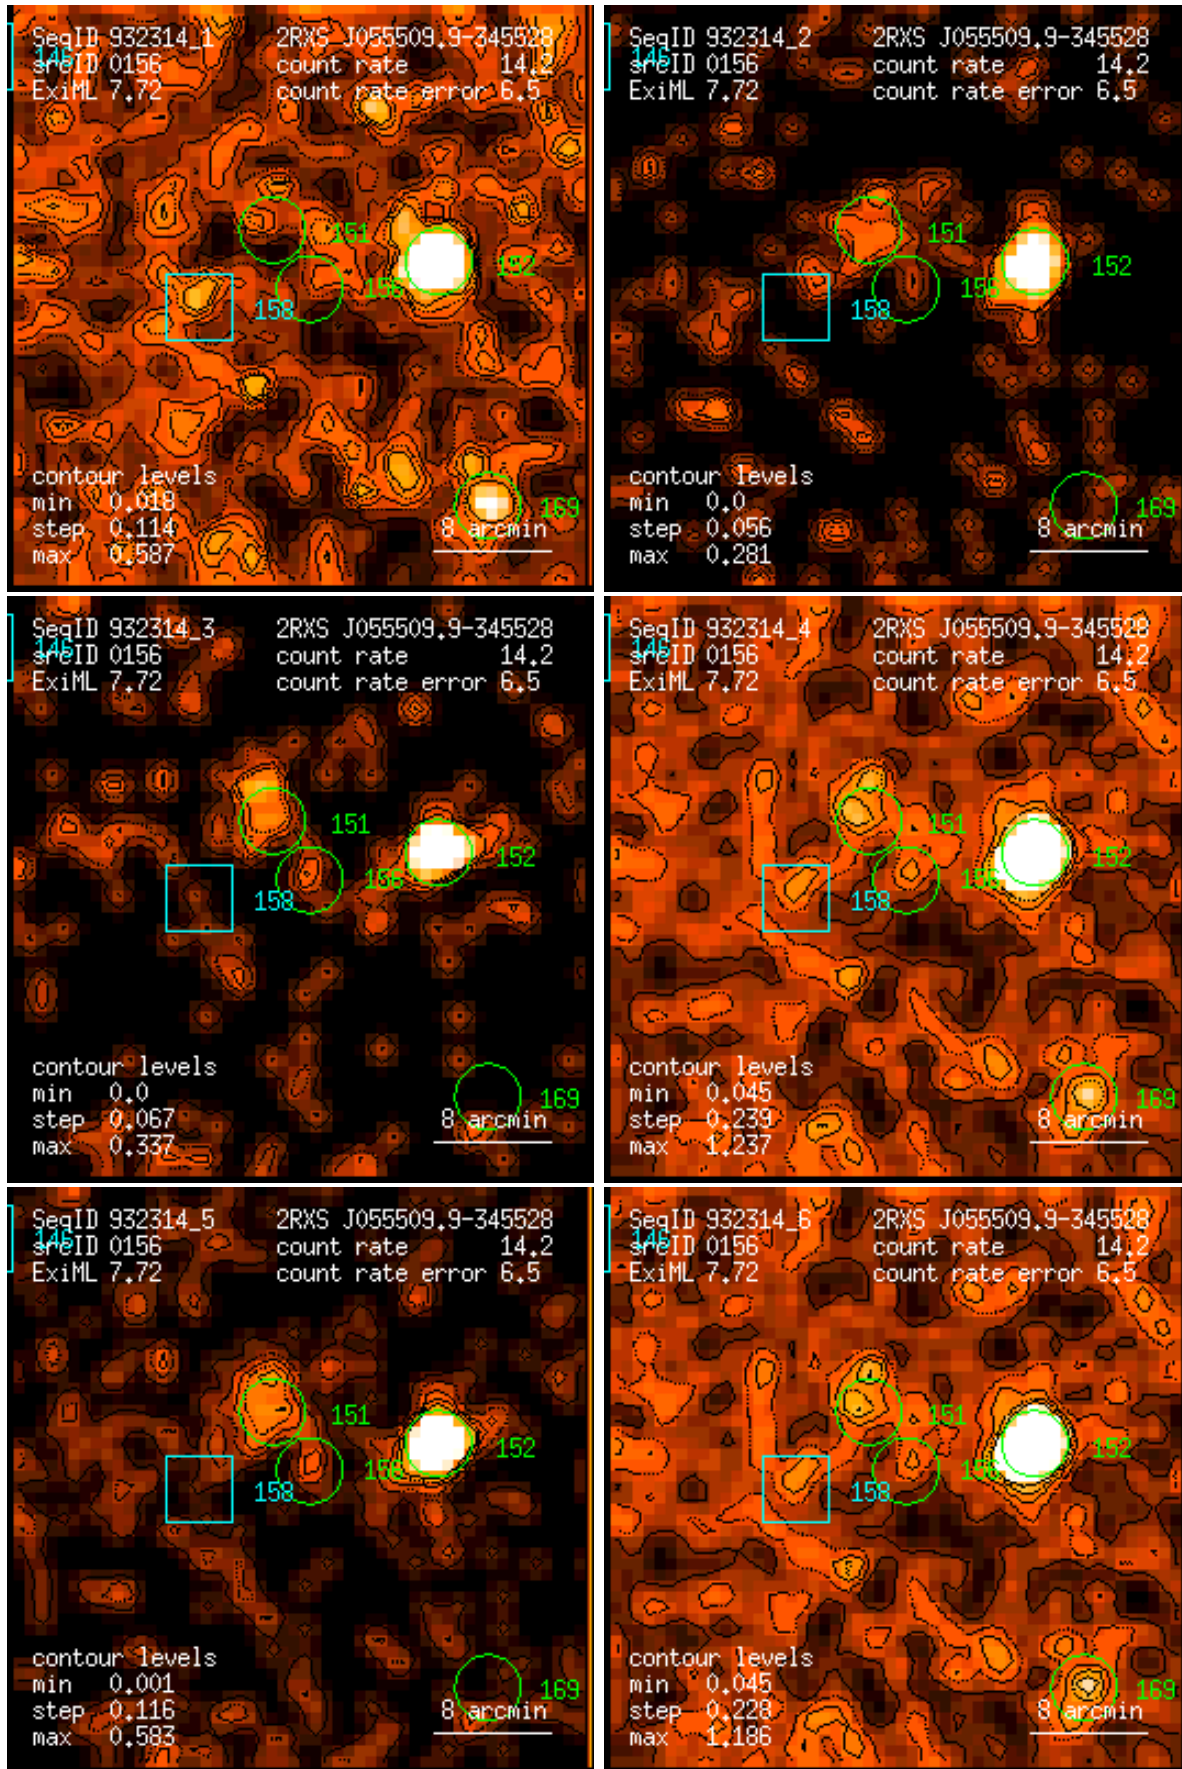 SeqID 932314_1 2RXS J055509.9-345528
146
srcID 0156 count rate 14.2
ExiML 7.72 count rate error 6.5
151
152
156
158
contour levels
min 0.018
169
step 0.114 8 arcmin
max 0.587
SeqID 932314_2 2RXS J055509.9-345528
146
srcID 0156 count rate 14.2
ExiML 7.72 count rate error 6.5
151
152
156
158
contour levels
min 0.0
169
step 0.056 8 arcmin
max 0.281
SeqID 932314_3 2RXS J055509.9-345528
146
srcID 0156 count rate 14.2
ExiML 7.72 count rate error 6.5
151
152
156
158
contour levels
min 0.0
169
step 0.067 8 arcmin
max 0.337
SeqID 932314_4 2RXS J055509.9-345528
146
srcID 0156 count rate 14.2
ExiML 7.72 count rate error 6.5
151
152
156
158
contour levels
min 0.045
169
step 0.239 8 arcmin
max 1.237
SeqID 932314_5 2RXS J055509.9-345528
146
srcID 0156 count rate 14.2
ExiML 7.72 count rate error 6.5
151
152
156
158
contour levels
min 0.001
169
step 0.116 8 arcmin
max 0.583
SeqID 932314_6 2RXS J055509.9-345528
146
srcID 0156 count rate 14.2
ExiML 7.72 count rate error 6.5
151
152
156
158
contour levels
min 0.045
169
step 0.228 8 arcmin
max 1.186